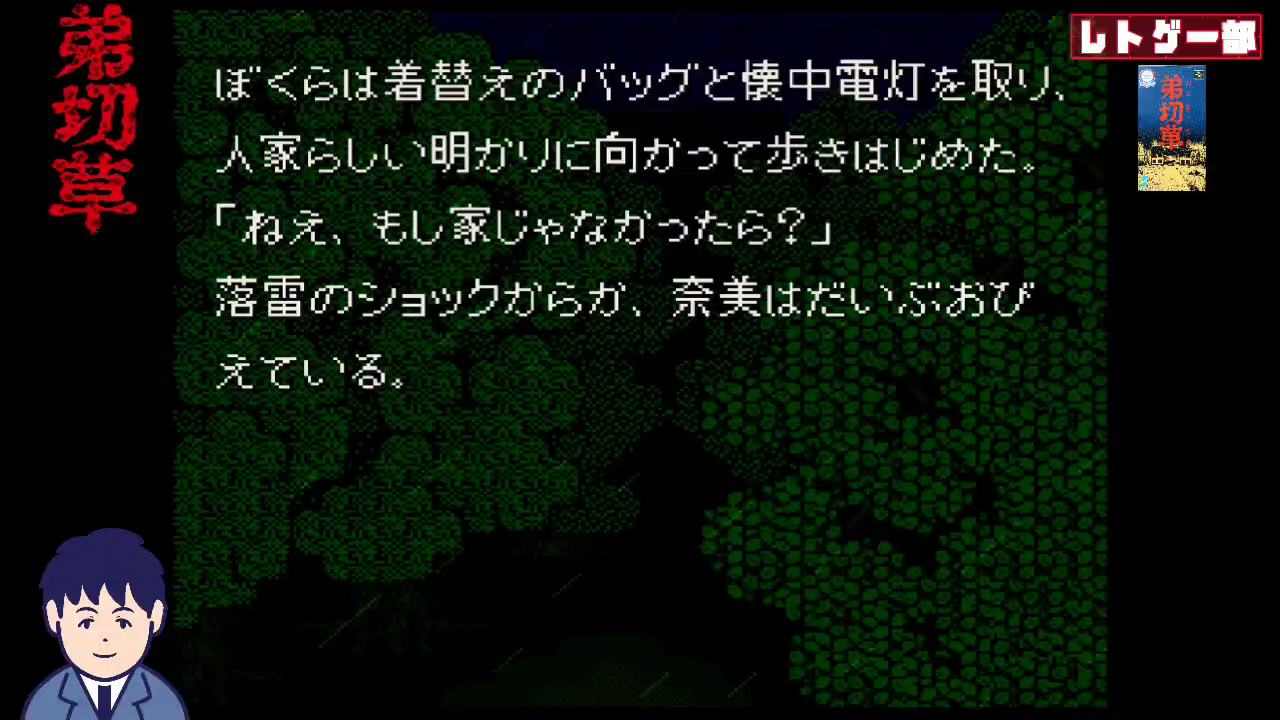 弟切草
レトゲー部
弟切草
ぼくらは着替えのバッグと懐中電灯を取り、
人家らしい明かりに向かって歩きはじめた。
「ねえ、もし家じゃなかったら？」
落雷のショックからか、奈美はだいぶおび
えている。